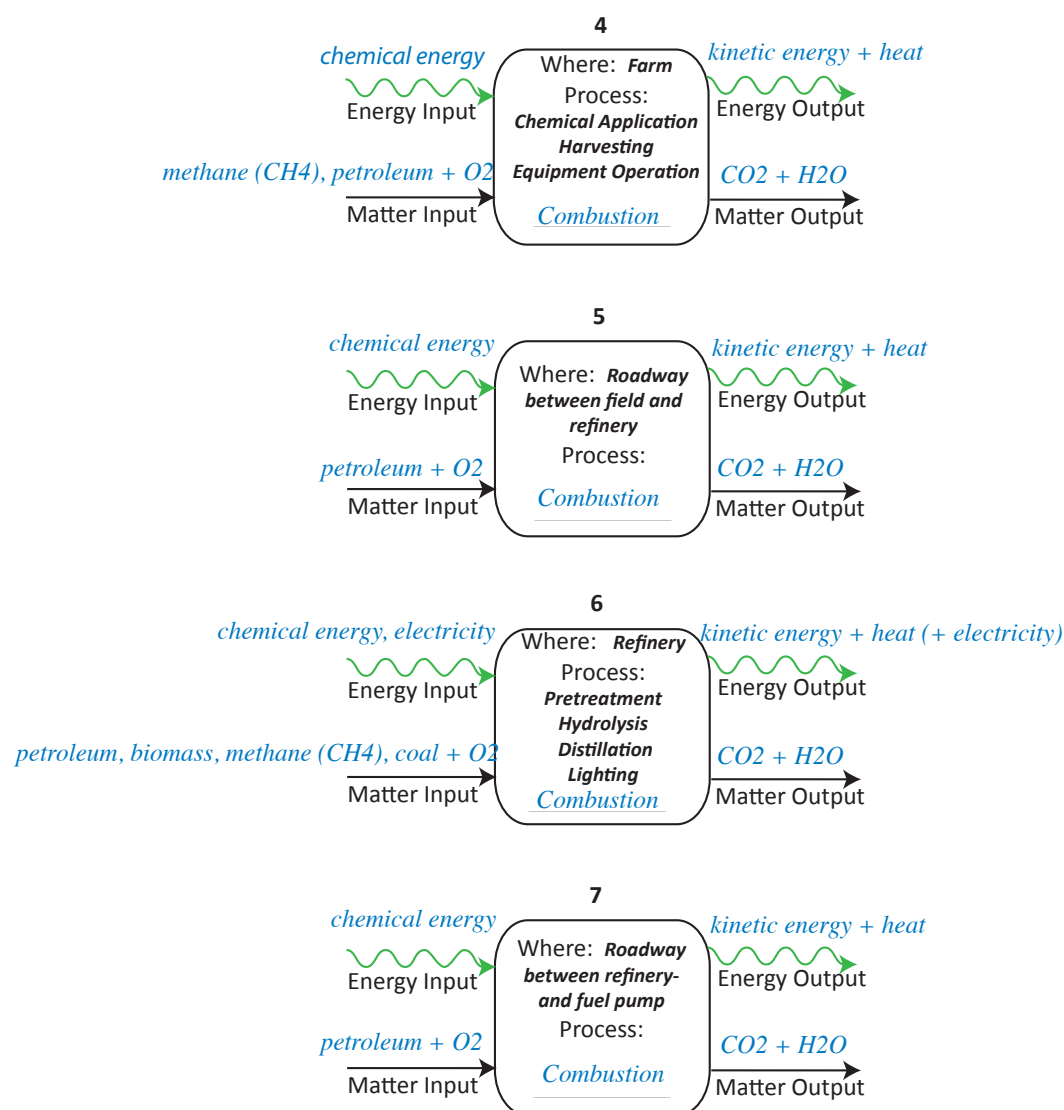 4
chemical energy
Energy Input
methane (CH4), petroleum + O2
Matter Input
Where: Farm
Process:
Chemical Application
Harvesting
Equipment Operation
Combustion
kinetic energy + heat
Energy Output
CO2 + H2O
Matter Output
5
chemical energy
Energy Input
petroleum + O2
Matter Input
Where: Roadway
between field and
refinery
Process:
Combustion
kinetic energy + heat
Energy Output
CO2 + H2O
Matter Output
6
chemical energy, electricity
Energy Input
petroleum, biomass, methane (CH4), coal + O2
Matter Input
Where: Refinery
Process:
Pretreatment
Hydrolysis
Distillation
Lighting
Combustion
kinetic energy + heat (+ electricity)
Energy Output
CO2 + H2O
Matter Output
7
chemical energy
Energy Input
petroleum + O2
Matter Input
Where: Roadway
between refinery-
and fuel pump
Process:
Combustion
kinetic energy + heat
Energy Output
CO2 + H2O
Matter Output